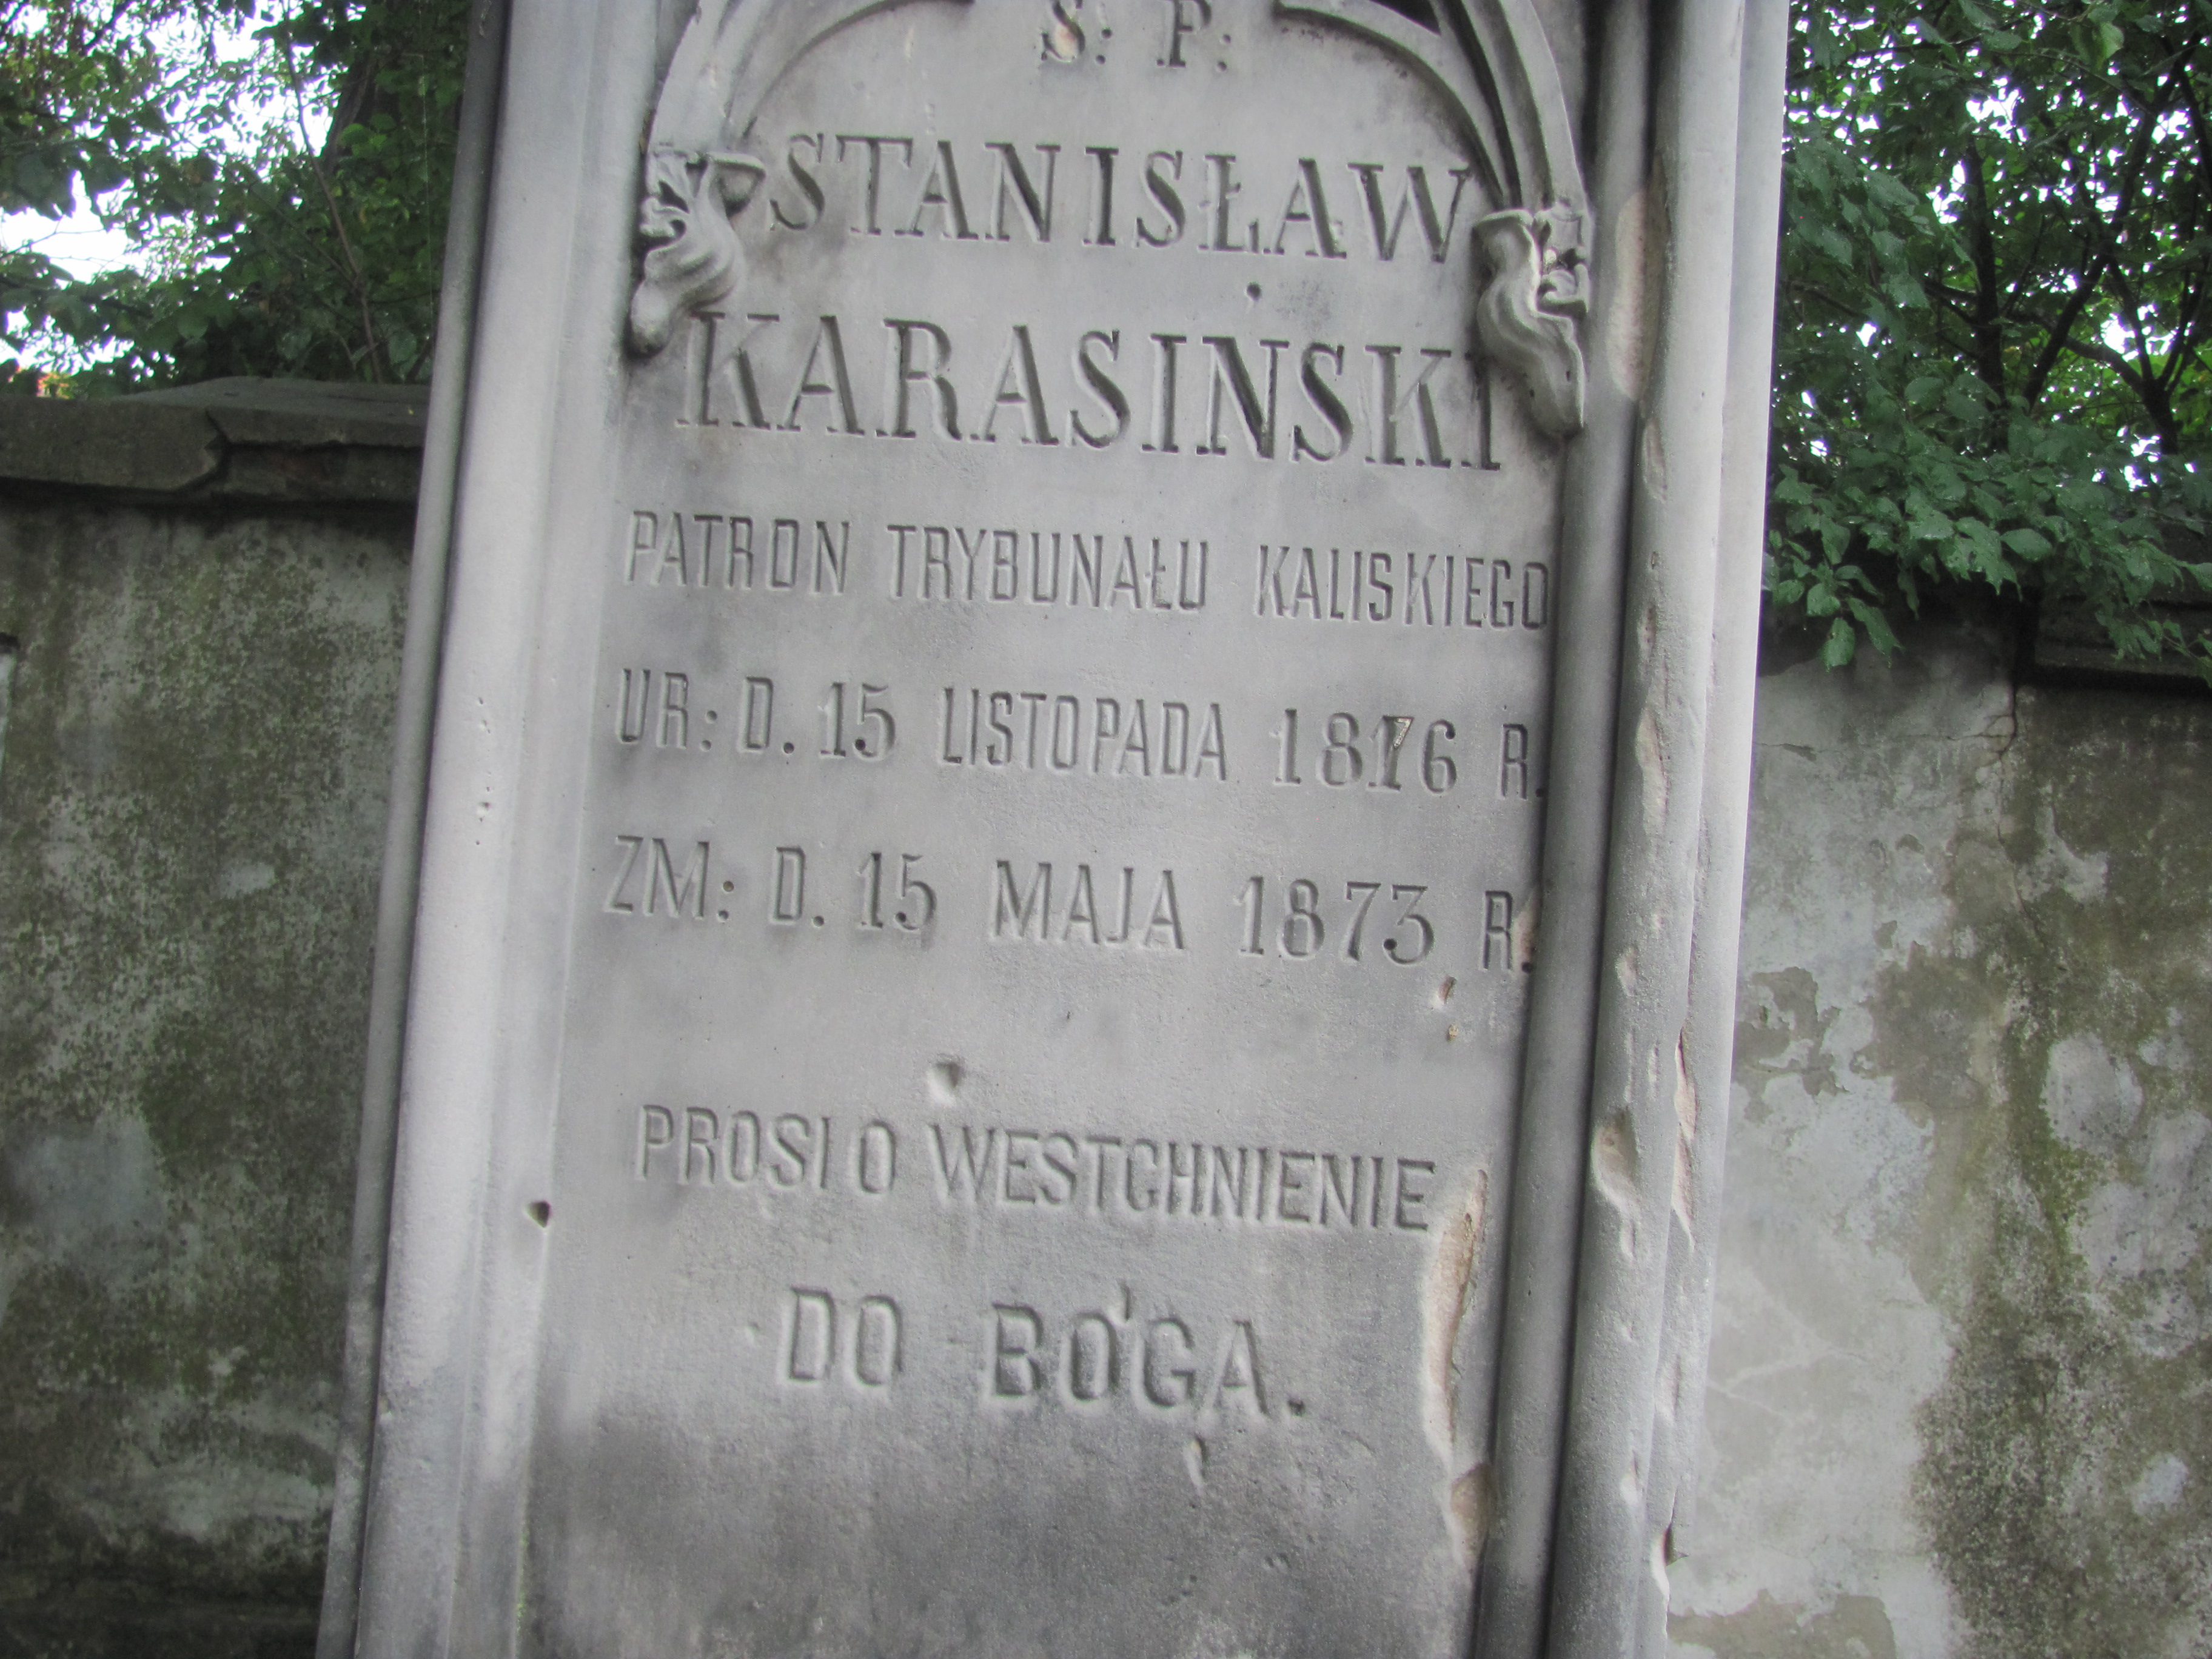 S: P:
STANISŁAW
KARASIŃSKI
PATRON TRYBUNAŁU KALISKIEGO
UR: D. 15 LISTOPADA 1816 R.
ZM: D. 15 MAJA 1873 R.
PROSI O WESTCHNIENIE
DO BOGA.